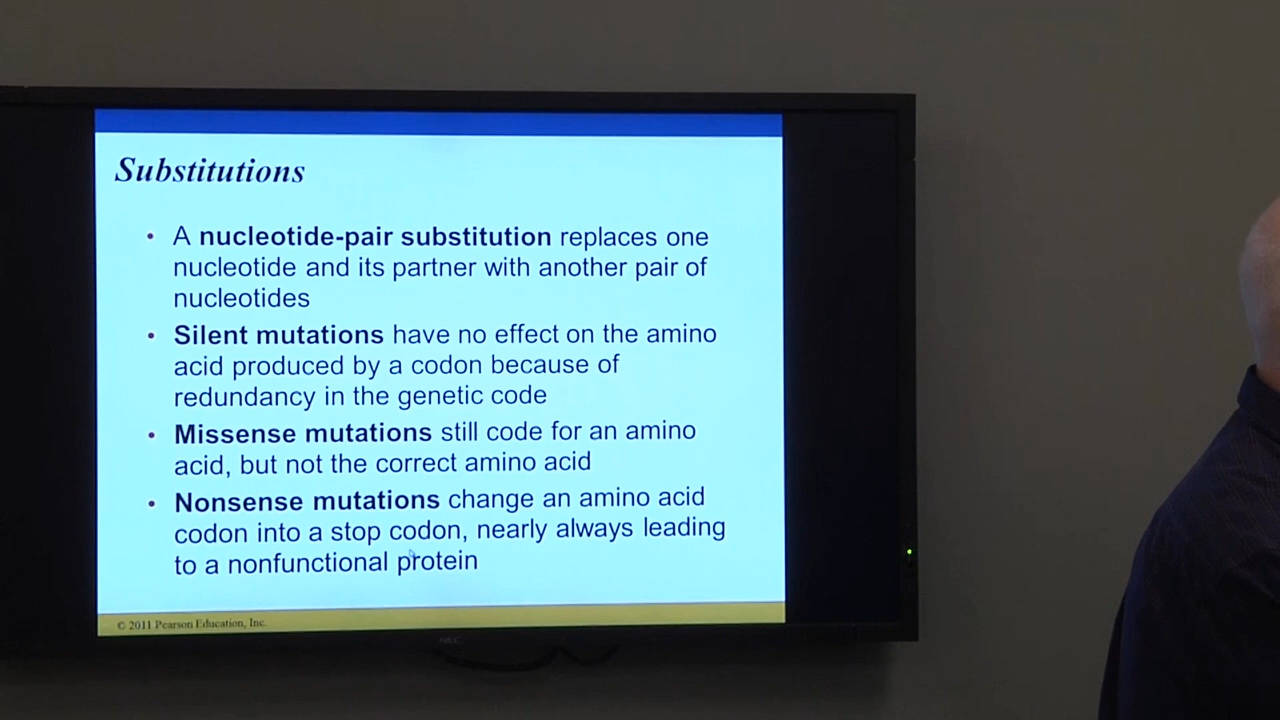 Substitutions
• A nucleotide-pair substitution replaces one
nucleotide and its partner with another pair of
nucleotides
• Silent mutations have no effect on the amino
acid produced by a codon because of
redundancy in the genetic code
• Missense mutations still code for an amino
acid, but not the correct amino acid
• Nonsense mutations change an amino acid
codon into a stop codon, nearly always leading
to a nonfunctional protein
© 2011 Pearson Education, Inc.
NEC